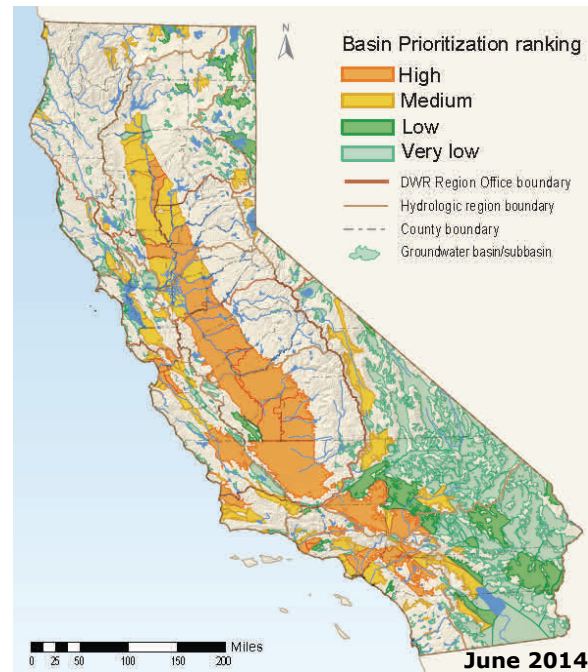 Basin Prioritization ranking
High
Medium
Low
Very low
DWR Region Office boundary
Hydrologic region boundary
County boundary
Groundwater basin/subbasin
N
Miles
0 25 50 100 150 200
June 2014